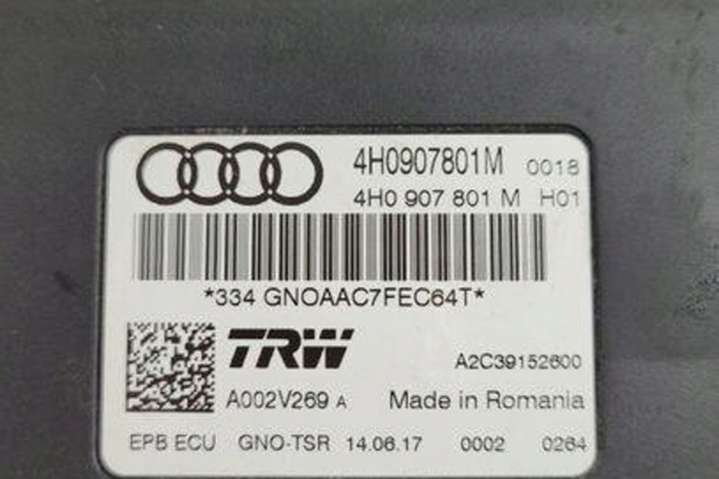 4H0907801M 0018
4H0 907 801 M H01
*334 GNOAAC7FEC64T*
TRW
A2C39152600
A002V269 A Made in Romania
EPB ECU GNO-TSR 14.06.17 0002 0264